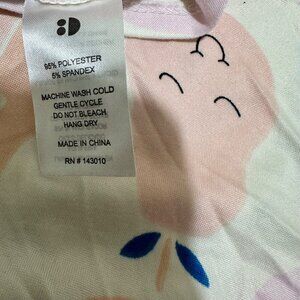 95% POLYESTER
5% SPANDEX
MACHINE WASH COLD
GENTLE CYCLE
DO NOT BLEACH
HANG DRY
MADE IN CHINA
RN # 143010